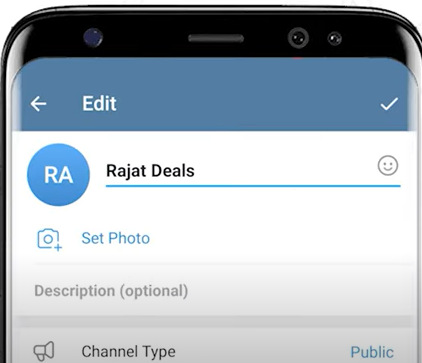 Edit
RA
Rajat Deals
Set Photo
Description (optional)
Channel Type Public